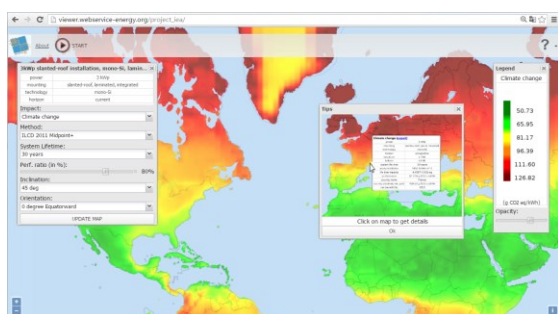 viewer.webservice-energy.org/project_iea/
About
START
?
3kWp slanted-roof installation, mono-Si, lamin...
power
3 kWp
mounting
slanted-roof, laminated, integrated
technology
mono-Si
horizon
current
Impact:
Climate change
Method:
ILCD 2011 Midpoint+
System Lifetime:
30 years
Perf. ratio (in %):
80%
Inclination:
45 deg
Orientation:
0 degree Equatorward
UPDATE MAP
Tips
Climate change
Click on map to get details
Ok
Legend
Climate change
50.73
65.95
81.17
96.39
111.60
126.82
[g CO2 eq/kWh]
Opacity: